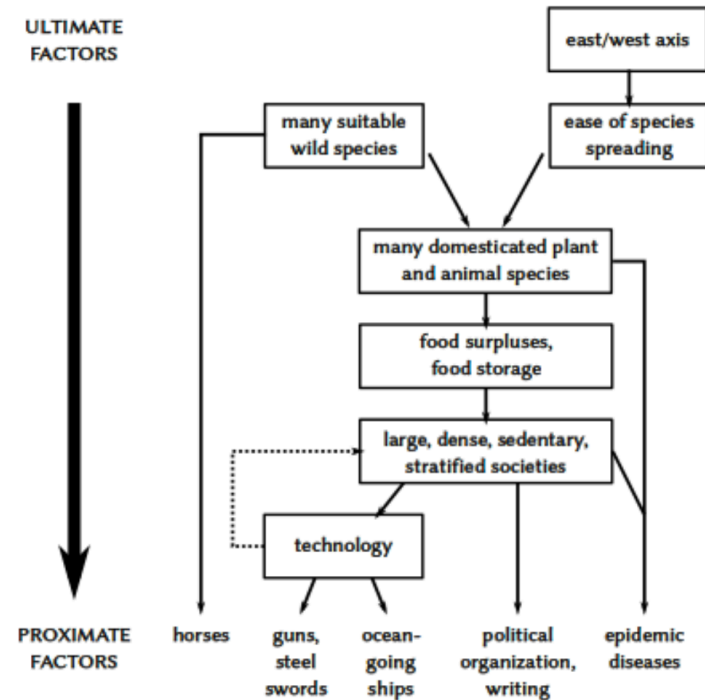 ULTIMATE
FACTORS
east/west axis
many suitable
wild species
ease of species
spreading
many domesticated plant
and animal species
food surpluses,
food storage
large, dense, sedentary,
stratified societies
technology
PROXIMATE
FACTORS
horses
guns,
steel
swords
ocean-
going
ships
political
organization,
writing
epidemic
diseases